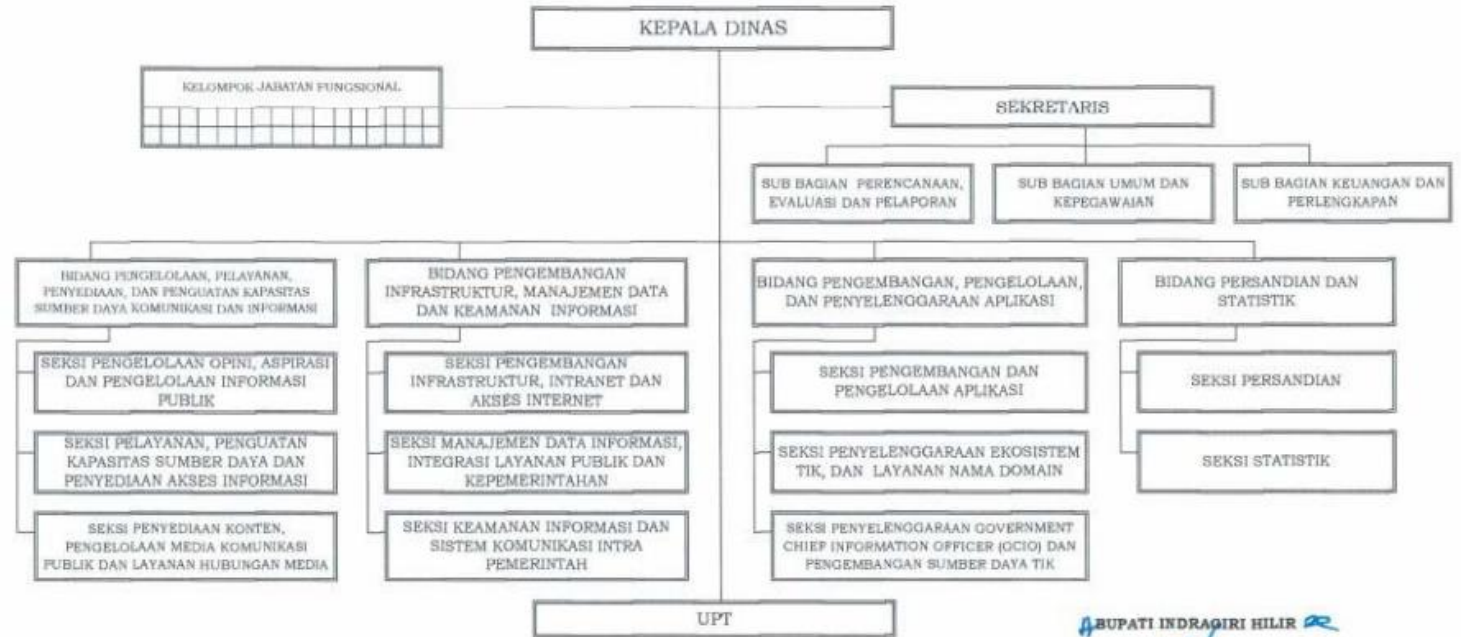 KEPALA DINAS
KELOMPOK JABATAN FUNGSIONAL
SEKRETARIS
SUB BAGIAN PERENCANAAN,
EVALUASI DAN PELAPORAN
SUB BAGIAN UMUM DAN
KEPEGAWAIAN
SUB BAGIAN KEUANGAN DAN
PERLENGKAPAN
BIDANG PENGELOLAAN, PELAYANAN,
PENYEDIAAN, DAN PENGUATAN KAPASITAS
SUMBER DAYA KOMUNIKASI DAN INFORMASI
SEKSI PENGELOLAAN OPINI, ASPIRASI
DAN PENGELOLAAN INFORMASI
PUBLIK
SEKSI PELAYANAN, PENGUATAN
KAPASITAS SUMBER DAYA DAN
PENYEDIAAN AKSES INFORMASI
SEKSI PENYEDIAAN KONTEN,
PENGELOLAAN MEDIA KOMUNIKASI
PUBLIK DAN LAYANAN HUBUNGAN MEDIA
BIDANG PENGEMBANGAN
INFRASTRUKTUR, MANAJEMEN DATA
DAN KEAMANAN INFORMASI
SEKSI PENGEMBANGAN
INFRASTRUKTUR, INTRANET DAN
AKSES INTERNET
SEKSI MANAJEMEN DATA INFORMASI,
INTEGRASI LAYANAN PUBLIK DAN
KEPEMERINTAHAN
SEKSI KEAMANAN INFORMASI DAN
SISTEM KOMUNIKASI INTRA
PEMERINTAH
BIDANG PENGEMBANGAN, PENGELOLAAN,
DAN PENYELENGGARAAN APLIKASI
SEKSI PENGEMBANGAN DAN
PENGELOLAAN APLIKASI
SEKSI PENYELENGGARAAN EKOSISTEM
TIK, DAN LAYANAN NAMA DOMAIN
SEKSI PENYELENGGARAAN GOVERNMENT
CHIEF INFORMATION OFFICER (GCIO) DAN
PENGEMBANGAN SUMBER DAYA TIK
BIDANG PERSANDIAN DAN
STATISTIK
SEKSI PERSANDIAN
SEKSI STATISTIK
UPT
BUPATI INDRAGIRI HILIR